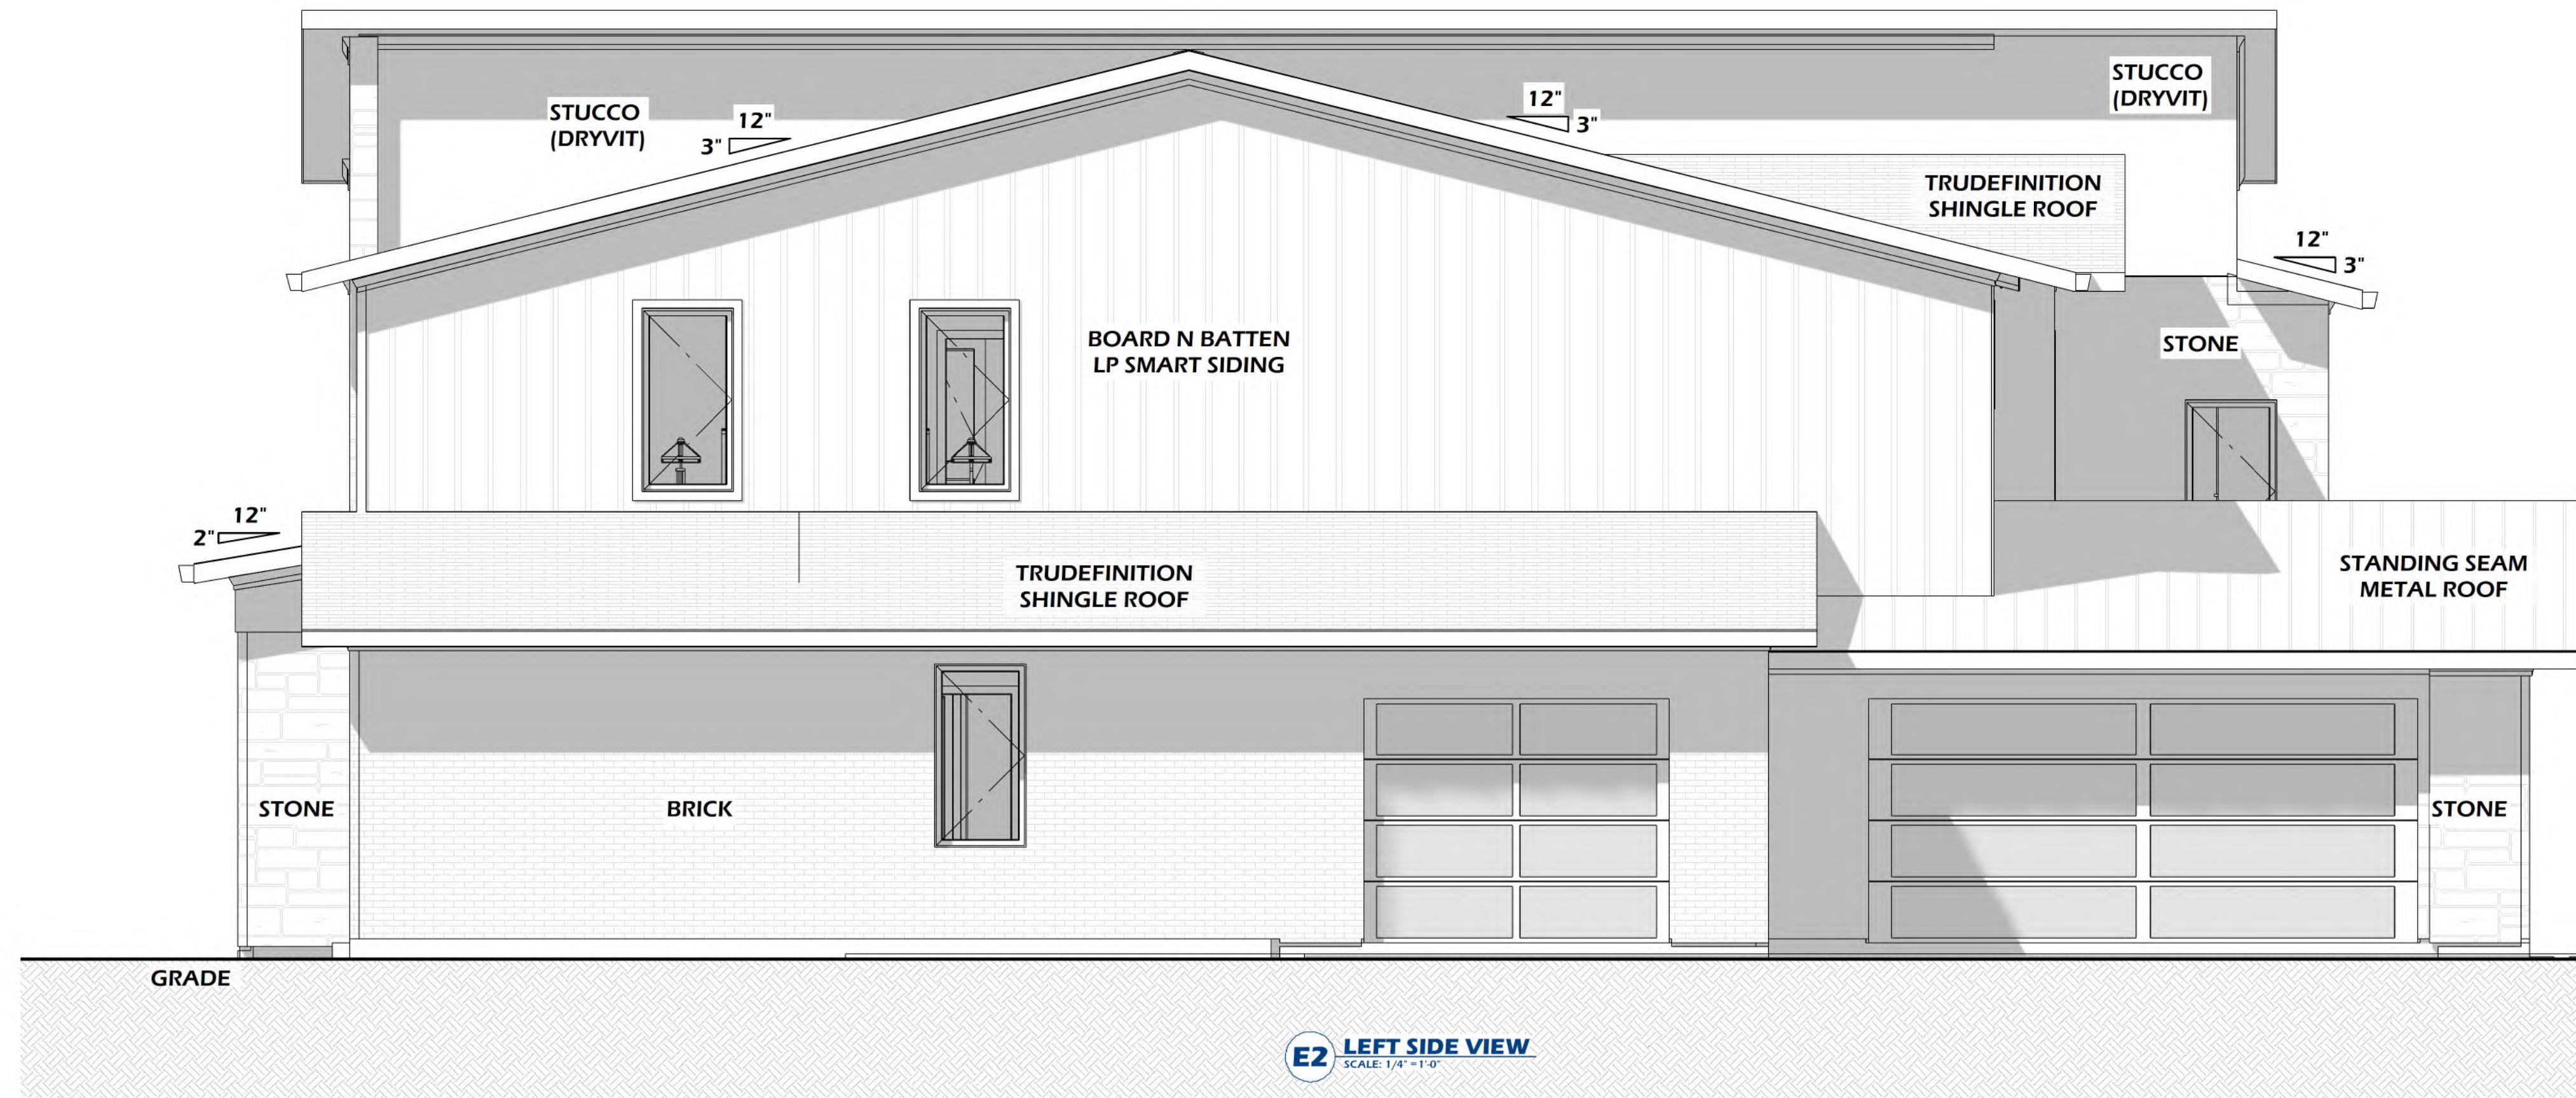 STUCCO
(DRYVIT)
12"
3"
12"
3"
STUCCO
(DRYVIT)
TRUDEFINITION
SHINGLE ROOF
12"
3"
BOARD N BATTEN
LP SMART SIDING
STONE
12"
2"
TRUDEFINITION
SHINGLE ROOF
STANDING SEAM
METAL ROOF
STONE
BRICK
STONE
GRADE
E2
LEFT SIDE VIEW
SCALE: 1/4" = 1'-0"